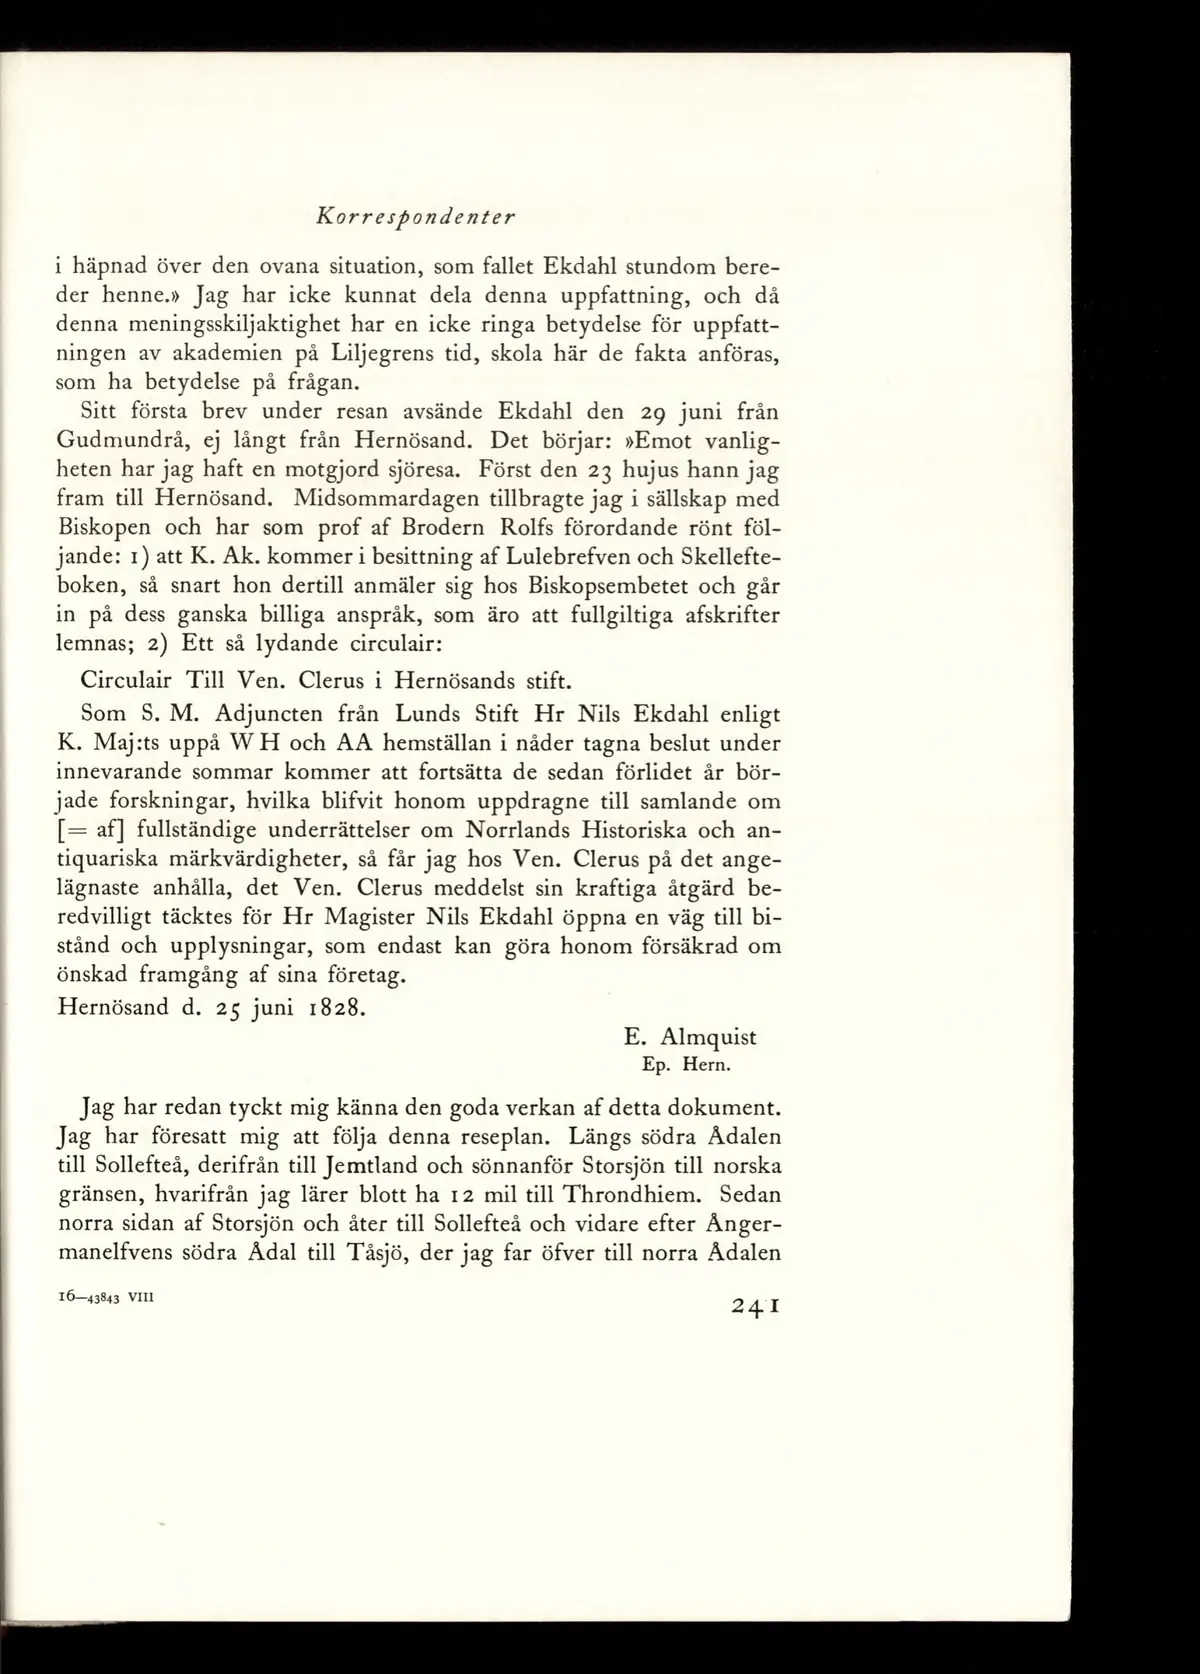 Korrespondenter
i häpnad över den ovana situation, som fallet Ekdahl stundom bere-
der henne.» Jag har icke kunnat dela denna uppfattning, och då
denna meningsskiljaktighet har en icke ringa betydelse för uppfatt-
ningen av akademien på Liljegrens tid, skola här de fakta anföras,
som ha betydelse på frågan.
Sitt första brev under resan avsände Ekdahl den 29 juni från
Gudmundrå, ej långt från Hernösand. Det börjar: »Emot vanlig-
heten har jag haft en motgjord sjöresa. Först den 23 hujus hann jag
fram till Hernösand. Midsommardagen tillbragte jag i sällskap med
Biskopen och har som prof af Brodern Rolfs förordande rönt föl-
jande: 1) att K. Ak. kommer i besittning af Lulebrefven och Skellefte-
boken, så snart hon dertill anmäler sig hos Biskopsembetet och går
in på dess ganska billiga anspråk, som äro att fullgiltiga afskrifter
lemnas; 2) Ett så lydande circulair:
Circulair Till Ven. Clerus i Hernösands stift.
Som S. M. Adjuncten från Lunds Stift Hr Nils Ekdahl enligt
K. Maj:ts uppå W H och AA hemställan i nåder tagna beslut under
innevarande sommar kommer att fortsätta de sedan förlidet år bör-
jade forskningar, hvilka blifvit honom uppdragne till samlande om
[= af] fullständige underrättelser om Norrlands Historiska och an-
tiquariska märkvärdigheter, så får jag hos Ven. Clerus på det ange-
lägnaste anhålla, det Ven. Clerus meddelst sin kraftiga åtgärd be-
redvilligt täcktes för Hr Magister Nils Ekdahl öppna en väg till bi-
stånd och upplysningar, som endast kan göra honom försäkrad om
önskad framgång af sina företag.
Hernösand d. 25 juni 1828.
E. Almquist
Ep. Hern.
Jag har redan tyckt mig känna den goda verkan af detta dokument.
Jag har föresatt mig att följa denna reseplan. Längs södra Ådalen
till Sollefteå, derifrån till Jemtland och sönnanför Storsjön till norska
gränsen, hvarifrån jag lärer blott ha 12 mil till Throndhiem. Sedan
norra sidan af Storsjön och åter till Sollefteå och vidare efter Ånger-
manelfvens södra Ådal till Tåsjö, der jag far öfver till norra Ådalen
16—43843 VIII
241